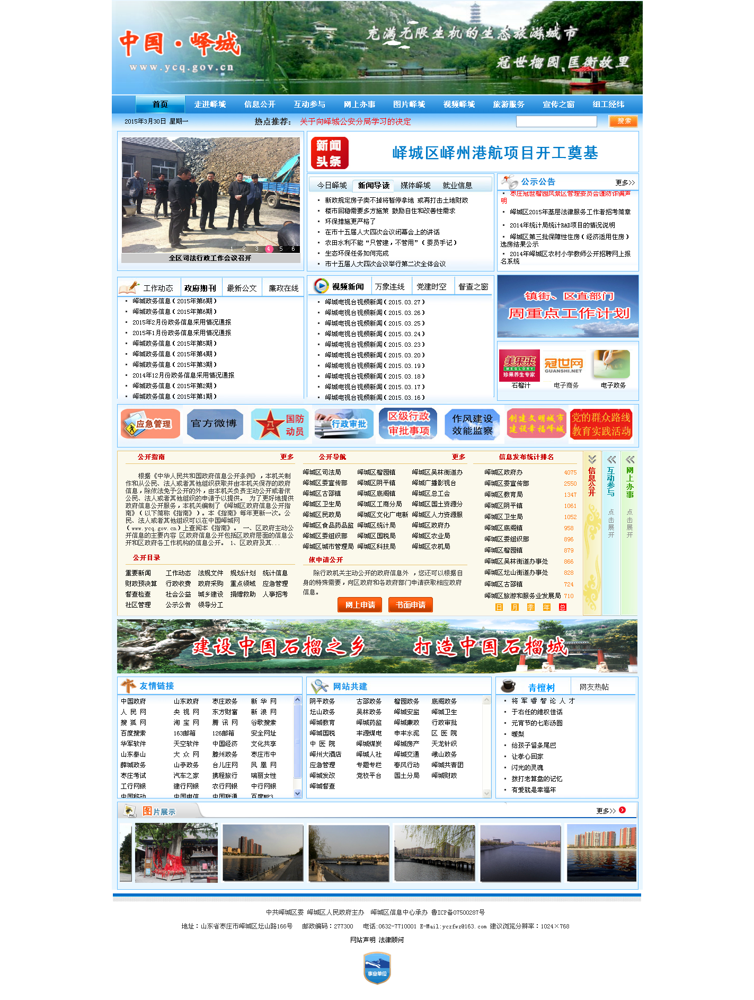 中国·峄城
www.ycq.gov.cn
充满无限生机的生态旅游城市
冠世榴园 匡衡故里
首页 走进峄城 信息公开 互动参与 网上办事 图片峄城 视频峄城 旅游服务 宣传之窗 组工经纬
2015年3月30日 星期一 热点推荐： 关于向峄城公安分局学习的决定 搜索
1 2 3 4 5 6
全区司法行政工作会议召开
新闻
头条
峄城区峄州港航项目开工奠基
今日峄城 新闻导读 媒体峄城 就业信息
新政规定房子卖不掉将暂停拿地 或再打击土地财政
楼市回稳需要多方施策 鼓励自住和改善性需求
环保措施更严格了
在市十五届人大四次会议闭幕会上的讲话
农田水利不能“只管建，不管用”（委员手记）
生态环保任务如何完成
市十五届人大四次会议举行第二次全体会议
公示公告 更多>>
枣庄冠世榴园风景区管理委员会谨防诈骗声
明
峄城区2015年基层法律服务工作者招考简章
2014年统计局统计R&D项目的情况说明
峄城区第三批保障性住房（经济适用住房）
选房结果公示
2014年峄城区农村小学教师公开招聘网上报
名系统
工作动态 政府期刊 最新公文 廉政在线
峄城政务信息（2015年第6期）
峄城政务信息（2015年第6期）
2015年2月份政务信息采用情况通报
2015年1月份政务信息采用情况通报
峄城政务信息（2015年第5期）
峄城政务信息（2015年第4期）
峄城政务信息（2015年第3期）
2014年12月份政务信息采用情况通报
峄城政务信息（2015年第2期）
峄城政务信息（2015年第1期）
视频新闻 万象连线 党建时空 督查之窗
峄城电视台视频新闻（2015.03.27）
峄城电视台视频新闻（2015.03.26）
峄城电视台视频新闻（2015.03.25）
峄城电视台视频新闻（2015.03.24）
峄城电视台视频新闻（2015.03.23）
峄城电视台视频新闻（2015.03.20）
峄城电视台视频新闻（2015.03.19）
峄城电视台视频新闻（2015.03.18）
峄城电视台视频新闻（2015.03.17）
峄城电视台视频新闻（2015.03.16）
镇街、区直部门
周重点工作计划
美果来
MEGLORY
珍果养生专家
冠世网
GUANSHI.NET
石榴汁 电子商务 电子政务
应急管理
官方微博
国防
动员
行政审批
区级行政
审批事项
作风建设
效能监察
创建文明城市
建设幸福峄城
党的群众路线
教育实践活动
公开指南 更多
根据《中华人民共和国政府信息公开条例》，本机关制
作和从公民、法人或者其他组织获取并由本机关保存的政府
信息，除依法免予公开的外，由本机关负责主动公开或者依
公民、法人或者其他组织的申请予以提供。 为了更好地提供
政府信息公开服务，本机关编制了《峄城区政府信息公开指
南》（以下简称《指南》）。本《指南》每年更新一次。公
民、法人或者其他组织可以在中国峄城网
（www.ycq.gov.cn）上查阅本《指南》。 一、区政府主动公
开信息的主要内容 区政府信息公开包括区政府层面的信息公
开和区政府各工作机构的信息公开。 1、区政府及其...
公开目录
重要新闻 工作动态 法规文件 规划计划 统计信息
财政预决算 行政收费 政府采购 重点领域 应急管理
督查检查 社会公益 城乡建设 捐赠救助 人事招考
社区管理 公示公告 领导分工
公开导航 更多
峄城区司法局 峄城区榴园镇 峄城区吴林街道办
峄城区委宣传部 峄城区阴平镇 峄城广播影视台
峄城区古邵镇 峄城区底阁镇 峄城区总工会
峄城区卫生局 峄城区工商分局 峄城区国土资源分
峄城区民政局 峄城区文化广电新 峄城区人力资源服
峄城区食品药品监 峄城区统计局 峄城区政府办
峄城区委组织部 峄城区国税局 峄城区农业局
峄城区城市管理局 峄城区科技局 峄城区农机局
依申请公开
除行政机关主动公开的政府信息外 ，您还可以根据自
身的特殊需要，向区政府和各政府部门申请获取相应政府
信息。
网上申请 书面申请
信息发布统计排名
峄城区政府办 4075
峄城区委宣传部 2550
峄城区教育局 1347
峄城区阴平镇 1061
峄城区卫生局 1052
峄城区底阁镇 958
峄城区委组织部 896
峄城区榴园镇 879
峄城区吴林街道办事处 866
峄城区坛山街道办事处 828
峄城区古邵镇 724
峄城区旅游和服务业发展局 710
日 月 季 年 总
信息公开
互动参与 点击展开
网上办事 点击展开
建设中国石榴之乡 打造中国石榴城
友情链接
中国政府 山东政府 枣庄政务 新 华 网
人 民 网 央 视 网 东方财富 新 浪 网
搜 狐 网 淘 宝 网 腾 讯 网 谷歌搜索
百度搜索 163邮箱 126邮箱 安全网址
华军软件 天空软件 中国经济 文化共享
山东泰山 大 众 网 滕州政务 枣庄市中
薛城政务 山亭政务 台儿庄网 凤 凰 网
枣庄考试 汽车之家 携程旅行 瑞丽女性
工行网银 建行网银 农行网银 中行网银
中国移动 中国电信 中国联通 百度MP3
网站共建
阴平政务 古邵政务 榴园政务 底阁政务
坛山政务 吴林政务 峄城安监 峄城卫生
峄城教育 峄城药监 峄城廉政 行政审批
峄城国税 丰源煤电 申丰水泥 区 医 院
中 医 院 峄城煤炭 峄城房产 天龙针织
峄州大酒店 峄城人社 峄城交通 峨山政务
应急管理 专题专栏 春风行动 峄城共青团
峄城发改 党校平台 国土分局 峄城财政
峄城督查
青檀树 网友热帖
将 军 睿 智 论 人 才
于右任的维权佳话
元宵节的七彩汤圆
暖梨
给孩子留条尾巴
让孝心回家
闪光的灵魂
拨打老算盘的记忆
有爱就是幸福年
图片展示 更多>>
中共峄城区委 峄城区人民政府主办 峄城区信息中心承办 鲁ICP备07500287号
地址：山东省枣庄市峄城区坛山路166号 邮政编码：277300 电话:0632-7710001 E-Mail:yczfwz@163.com 建议浏览分辨率：1024×768
网站声明 法律顾问
事业单位